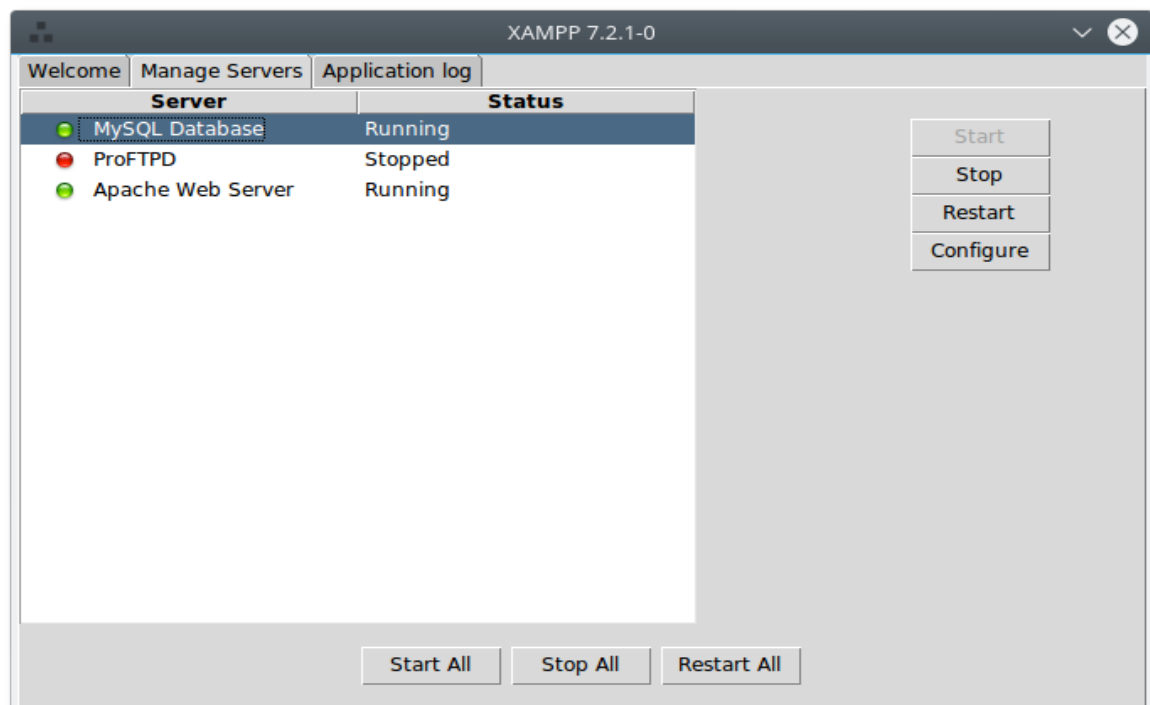 XAMPP 7.2.1-0
Welcome Manage Servers Application log
Server Status
MySQL Database Running
ProFTPD Stopped
Apache Web Server Running
Start
Stop
Restart
Configure
Start All Stop All Restart All